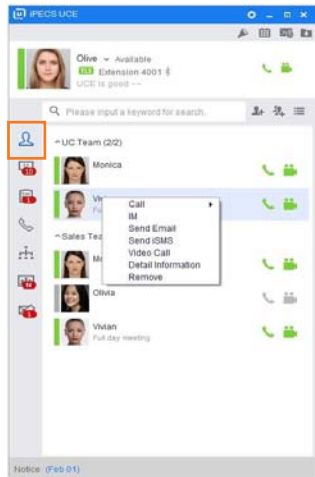 iPECS UCE
Olive Available
TLS Extension 4001
UCE is good ~~
Please input a keyword for search.
UC Team (2/2)
Monica
Call
IM
Send Email
Send iSMS
Video Call
Detail Information
Remove
Sales Tea
Olivia
Vivian
Full day meeting
Notice (Feb 01)